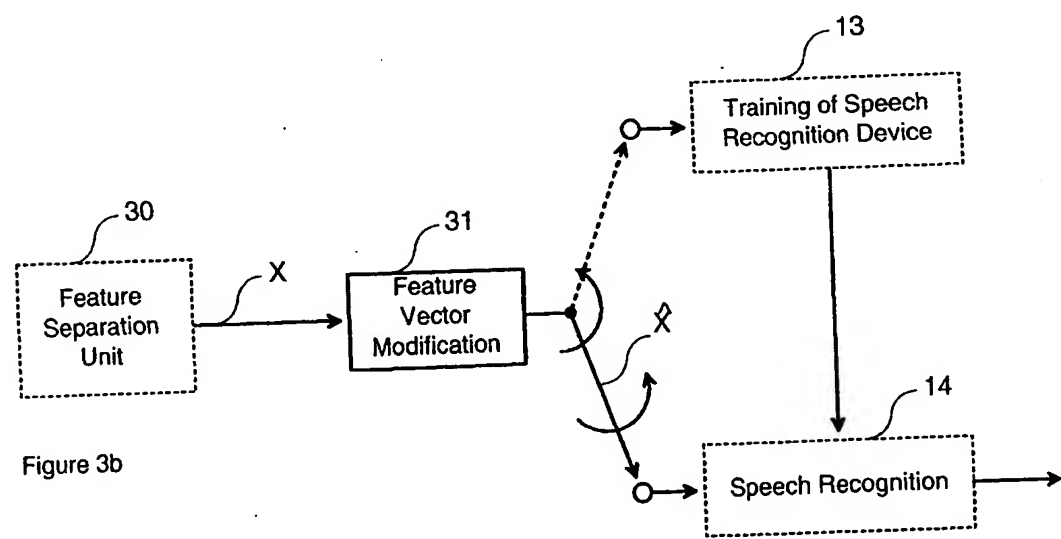 13
Training of Speech
Recognition Device
30
31
X
Feature
Separation
Unit
Feature
Vector
Modification
X̂
14
Speech Recognition
Figure 3b